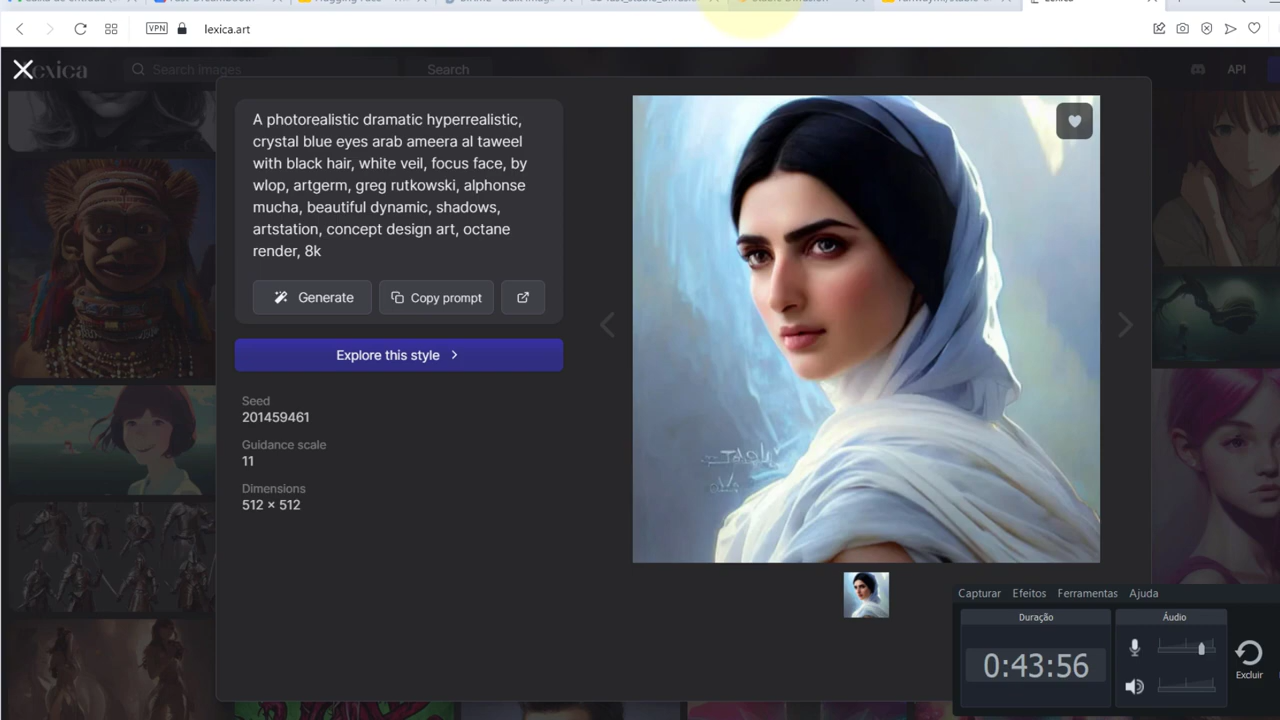 lexica.art
VPN
Search images
Search
API
A photorealistic dramatic hyperrealistic,
crystal blue eyes arab ameera al taweel
with black hair, white veil, focus face, by
wlop, artgerm, greg rutkowski, alphonse
mucha, beautiful dynamic, shadows,
artstation, concept design art, octane
render, 8k
Generate
Copy prompt
Explore this style
Seed
201459461
Guidance scale
11
Dimensions
512 × 512
Capturar Efeitos Ferramentas Ajuda
Duração
Áudio
0:43:56
Excluir